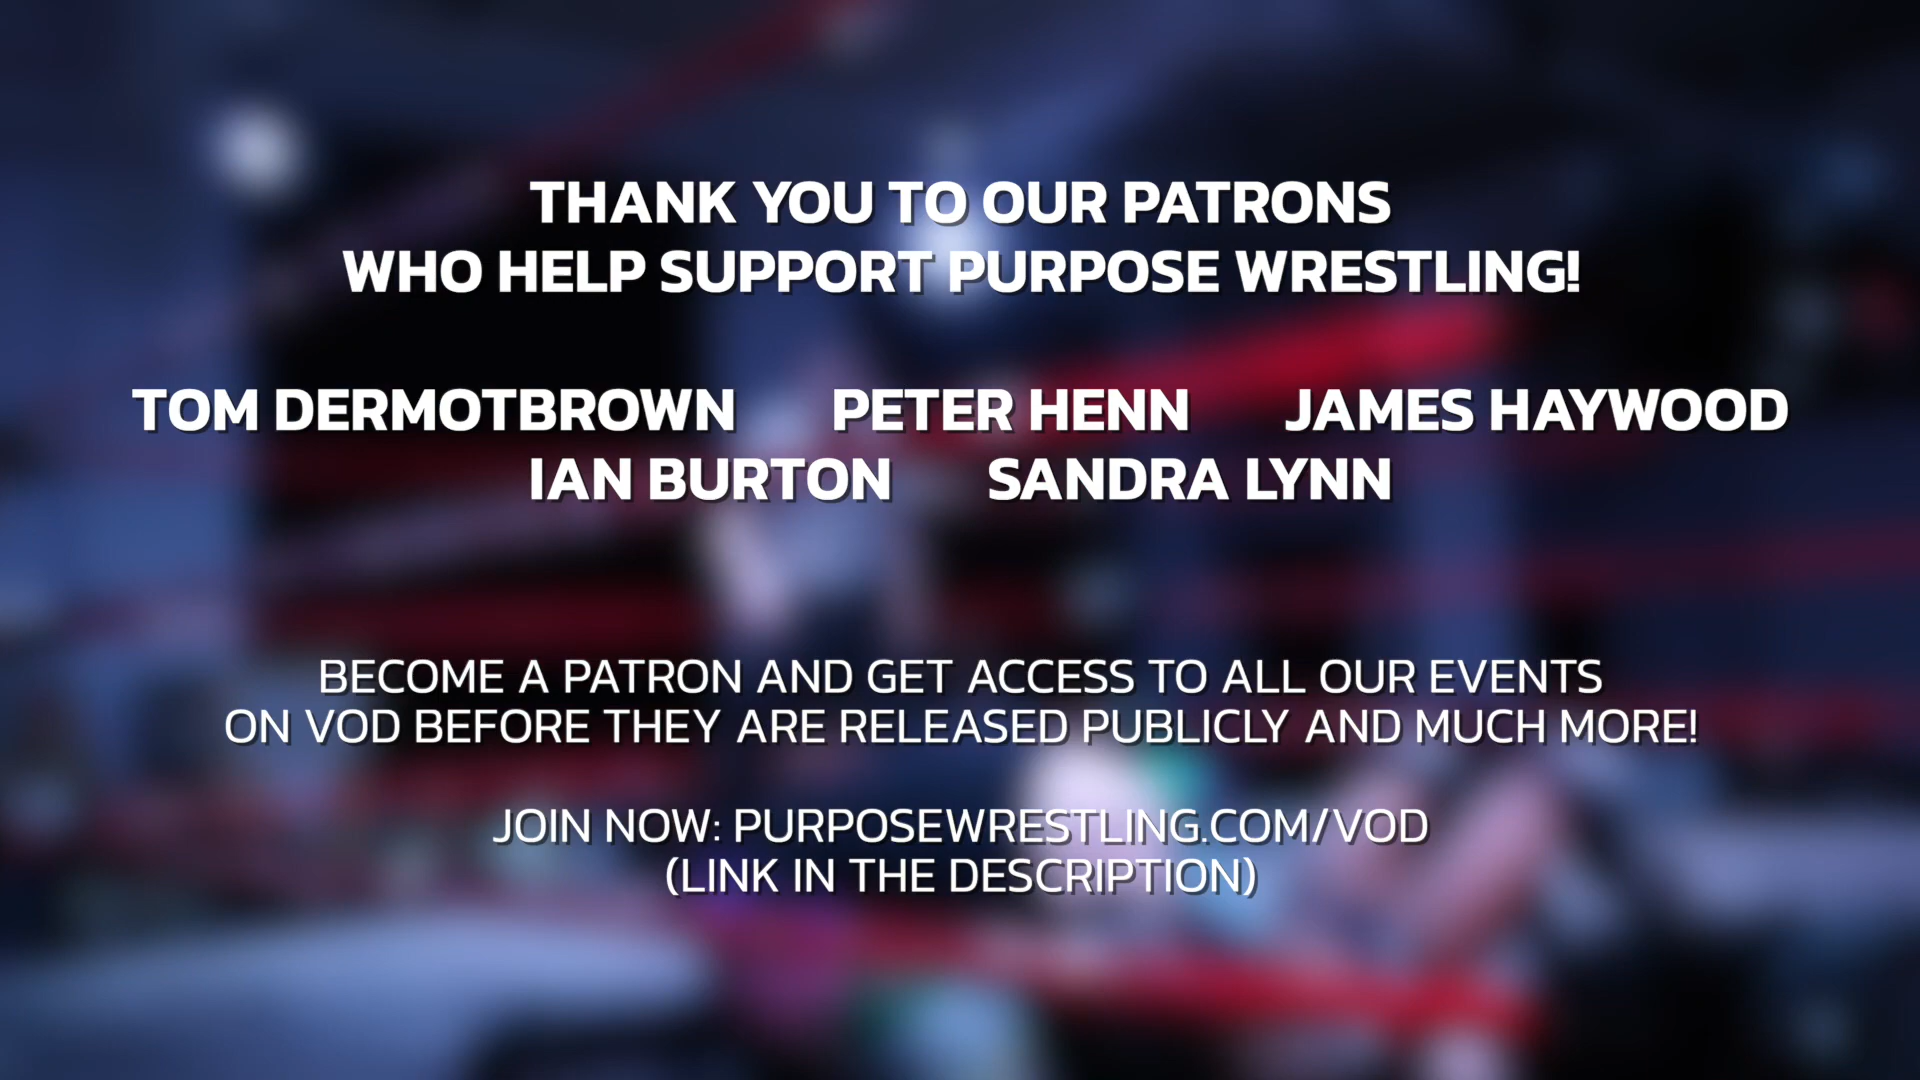 THANK YOU TO OUR PATRONS
WHO HELP SUPPORT PURPOSE WRESTLING!
TOM DERMOTBROWN PETER HENN JAMES HAYWOOD
IAN BURTON SANDRA LYNN
BECOME A PATRON AND GET ACCESS TO ALL OUR EVENTS
ON VOD BEFORE THEY ARE RELEASED PUBLICLY AND MUCH MORE!
JOIN NOW: PURPOSEWRESTLING.COM/VOD
(LINK IN THE DESCRIPTION)